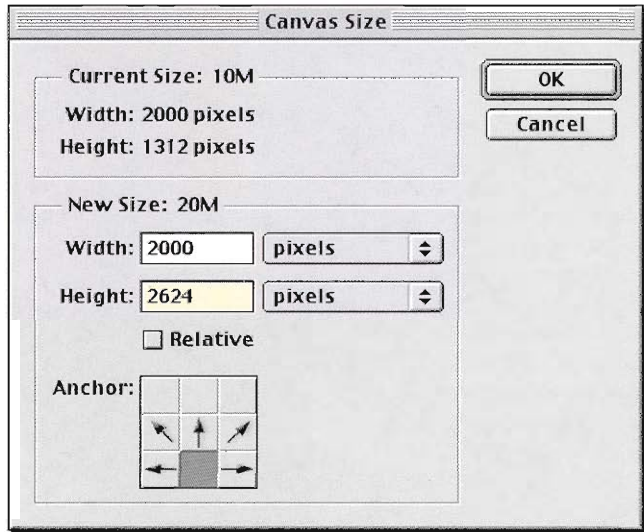 Canvas Size
Current Size: 10M
Width: 2000 pixels
Height: 1312 pixels
OK
Cancel
New Size: 20M
Width: 2000 pixels
Height: 2624 pixels
Relative
Anchor: